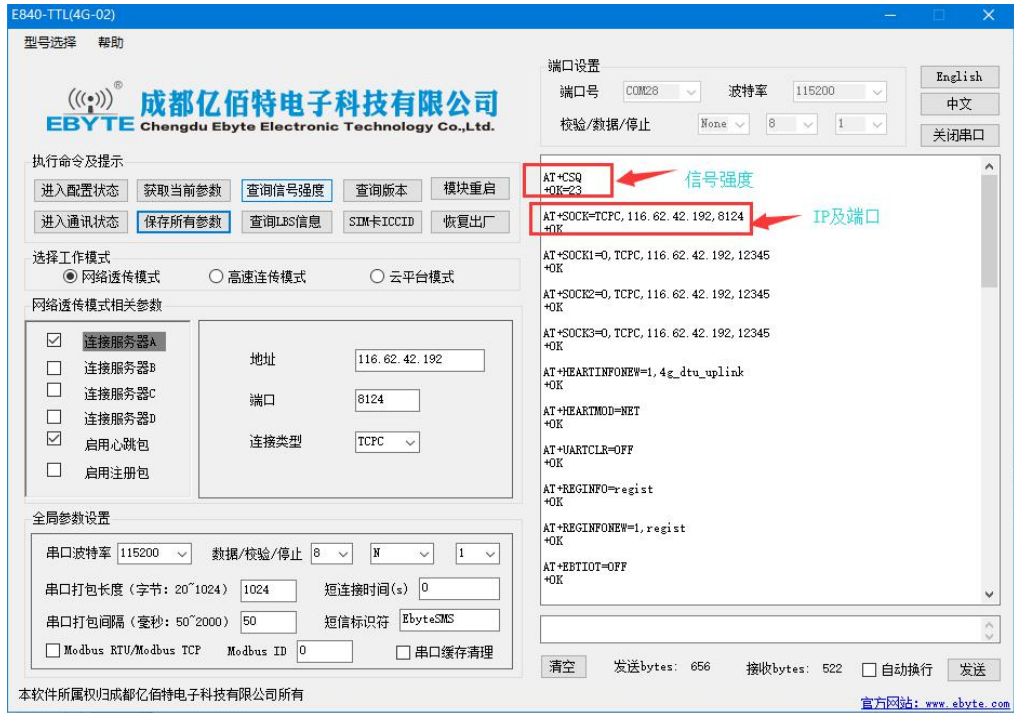 E840-TTL(4G-02)
型号选择 帮助
EBYTE ® 成都亿佰特电子科技有限公司
Chengdu Ebyte Electronic Technology Co.,Ltd.
端口设置
端口号 COM28 波特率 115200
校验/数据/停止 None 8 1
English
中文
关闭串口
执行命令及提示
进入配置状态 获取当前参数 查询信号强度 查询版本 模块重启
进入通讯状态 保存所有参数 查询LBS信息 SIM卡ICCID 恢复出厂
选择工作模式
网络透传模式 高速连传模式 云平台模式
网络透传模式相关参数
连接服务器A
连接服务器B
连接服务器C
连接服务器D
启用心跳包
启用注册包
地址 116.62.42.192
端口 8124
连接类型 TCPC
全局参数设置
串口波特率 115200 数据/校验/停止 8 N 1
串口打包长度（字节：20~1024） 1024 短连接时间(s) 0
串口打包间隔（毫秒：50~2000） 50 短信标识符 EbyteSMS
Modbus RTU/Modbus TCP Modbus ID 0 串口缓存清理
本软件所属权归成都亿佰特电子科技有限公司所有
AT+CSQ
+OK=23
信号强度
AT+SOCK=TCPC,116.62.42.192,8124
+OK
IP及端口
AT+SOCK1=0,TCPC,116.62.42.192,12345
+OK
AT+SOCK2=0,TCPC,116.62.42.192,12345
+OK
AT+SOCK3=0,TCPC,116.62.42.192,12345
+OK
AT+HEARTINFONEW=1,4g_dtu_uplink
+OK
AT+HEARTMOD=NET
+OK
AT+UARTCLR=OFF
+OK
AT+REGINFO=regist
+OK
AT+REGINFONEW=1,regist
+OK
AT+EBTIOT=OFF
+OK
清空 发送bytes: 656 接收bytes: 522 自动换行 发送
官方网站：www.ebyte.com